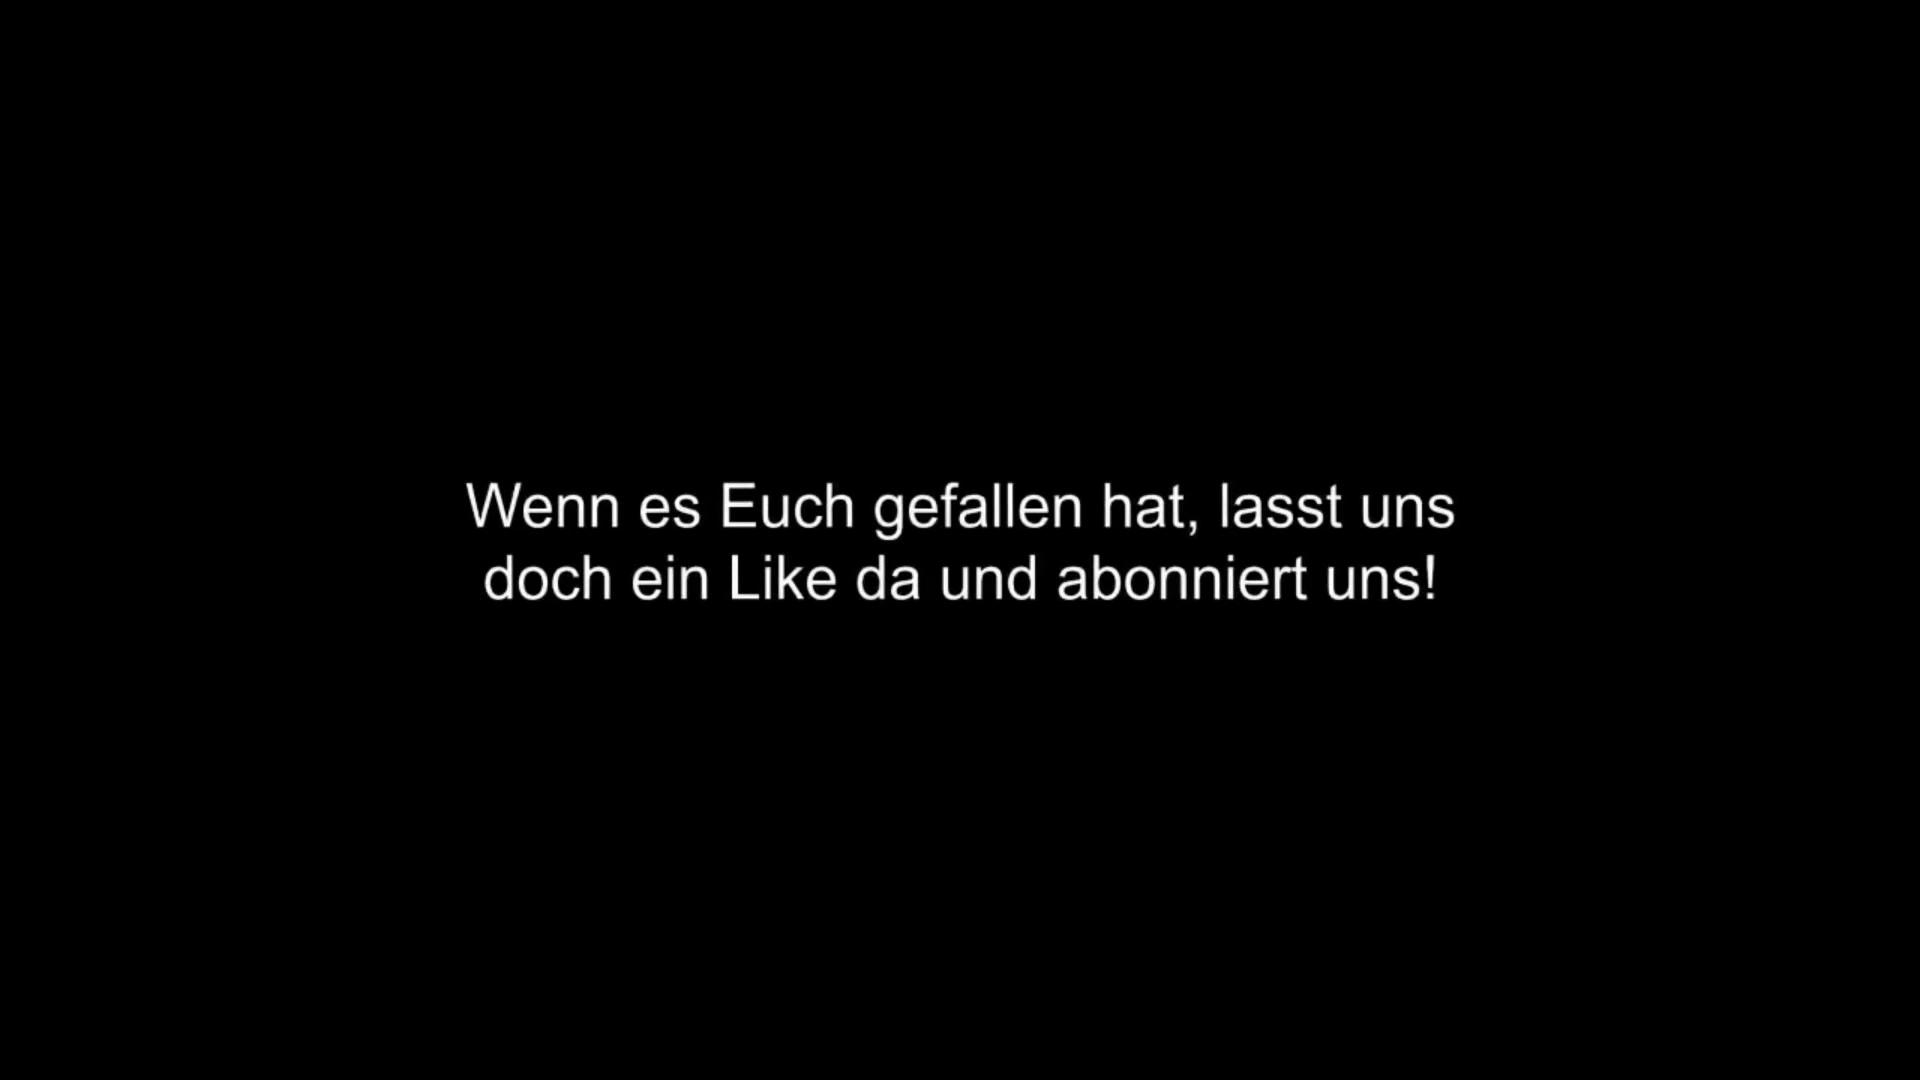 Wenn es Euch gefallen hat, lasst uns
doch ein Like da und abonniert uns!